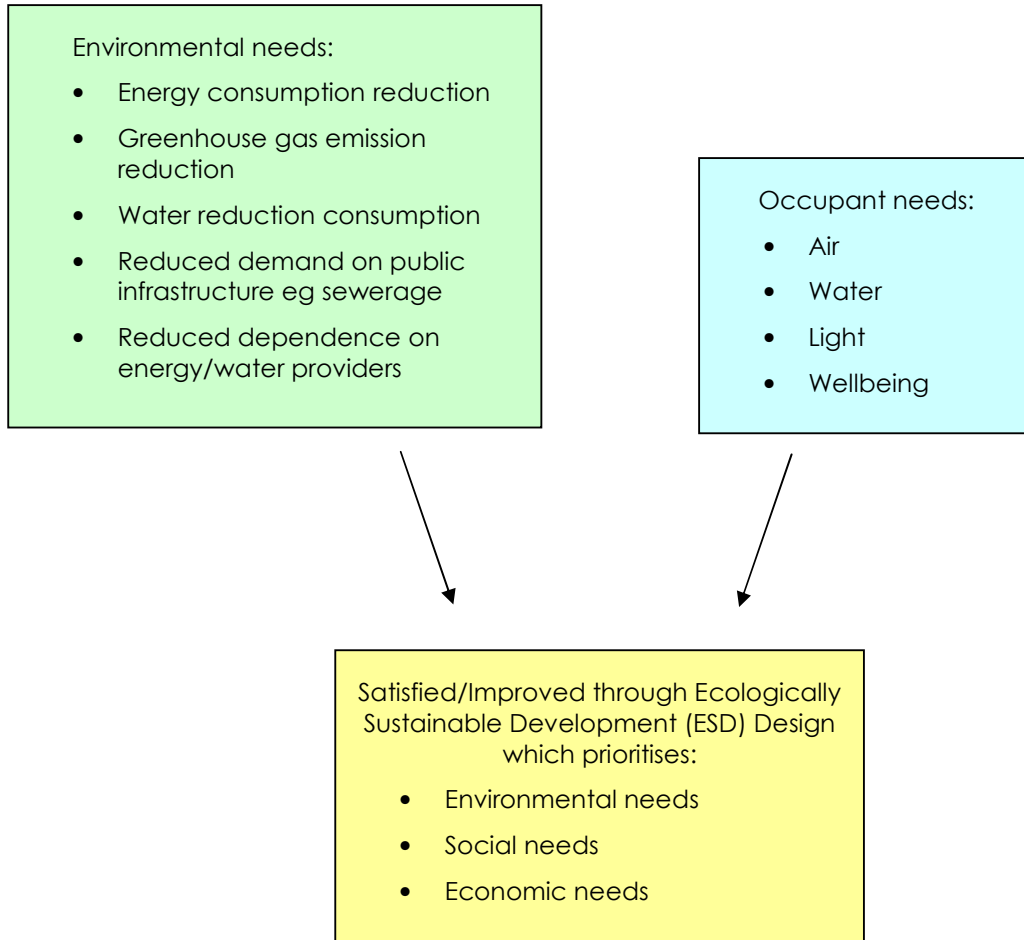 Environmental needs:
• Energy consumption reduction
• Greenhouse gas emission
reduction
• Water reduction consumption
• Reduced demand on public
infrastructure eg sewerage
• Reduced dependence on
energy/water providers
Occupant needs:
• Air
• Water
• Light
• Wellbeing
Satisfied/Improved through Ecologically
Sustainable Development (ESD) Design
which prioritises:
• Environmental needs
• Social needs
• Economic needs